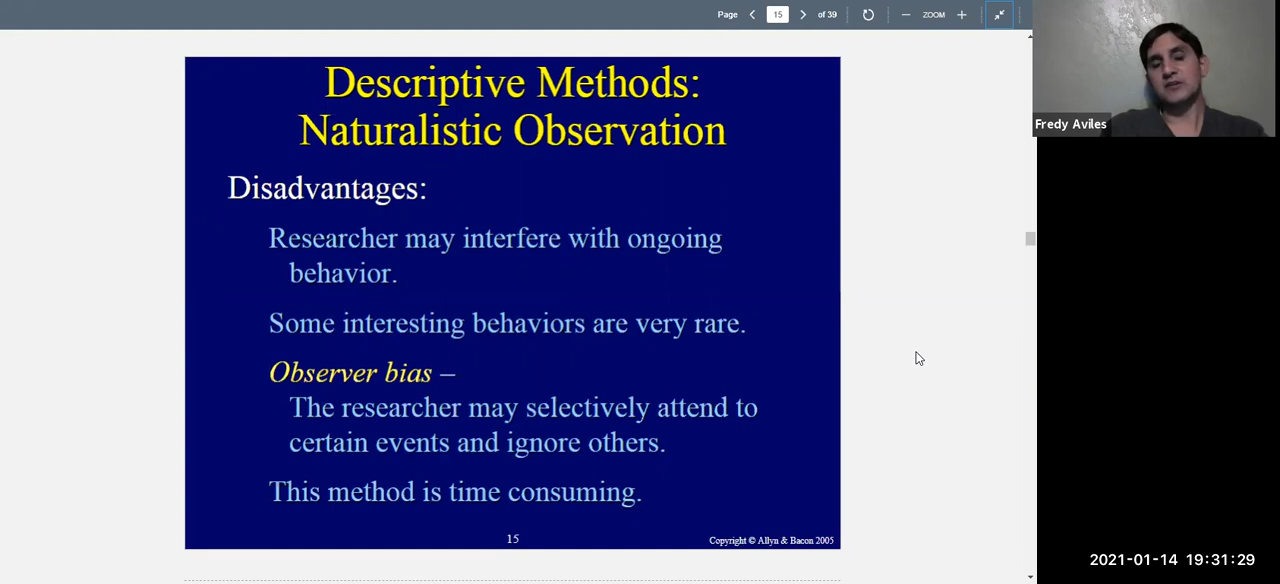 Page 15 of 39 ZOOM
Descriptive Methods:
Naturalistic Observation
Disadvantages:
Researcher may interfere with ongoing
behavior.
Some interesting behaviors are very rare.
Observer bias –
The researcher may selectively attend to
certain events and ignore others.
This method is time consuming.
15
Copyright © Allyn & Bacon 2005
Fredy Aviles
2021-01-14 19:31:29